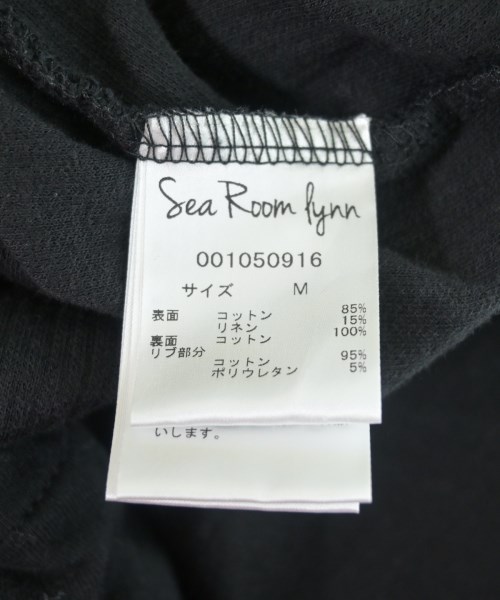 Sea Room lynn
001050916
サイズ M
表面 コットン 85%
リネン 15%
裏面 コットン 100%
リブ部分
コットン 95%
ポリウレタン 5%
いします。